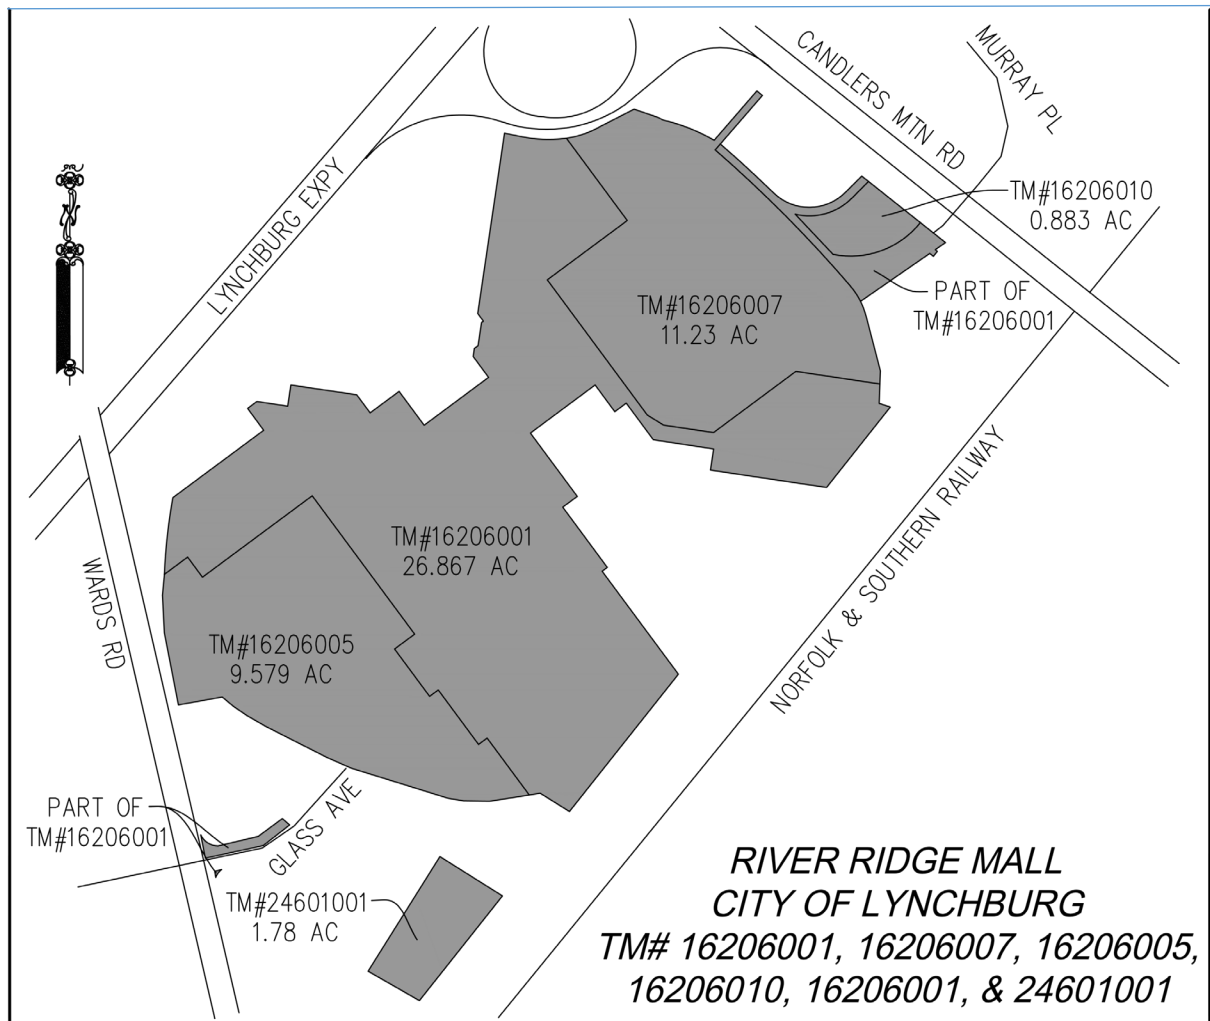 CANDLERS MTN RD
MURRAY PL
LYNCHBURG EXPY
TM#16206010
0.883 AC
PART OF
TM#16206001
TM#16206007
11.23 AC
TM#16206001
26.867 AC
NORFOLK & SOUTHERN RAILWAY
WARDS RD
TM#16206005
9.579 AC
PART OF
TM#16206001
GLASS AVE
TM#24601001
1.78 AC
RIVER RIDGE MALL
CITY OF LYNCHBURG
TM# 16206001, 16206007, 16206005,
16206010, 16206001, & 24601001